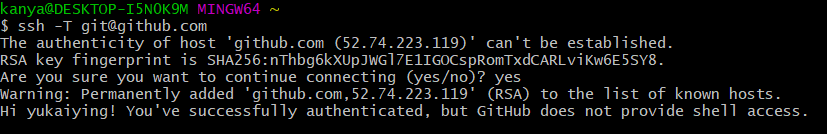 kanya@DESKTOP-I5NOK9M MINGW64 ~
$ ssh -T git@github.com
The authenticity of host 'github.com (52.74.223.119)' can't be established.
RSA key fingerprint is SHA256:nThbg6kXUpJWGl7E1IGOCspRomTxdCARLviKw6E5SY8.
Are you sure you want to continue connecting (yes/no)? yes
Warning: Permanently added 'github.com,52.74.223.119' (RSA) to the list of known hosts.
Hi yukaiying! You've successfully authenticated, but GitHub does not provide shell access.